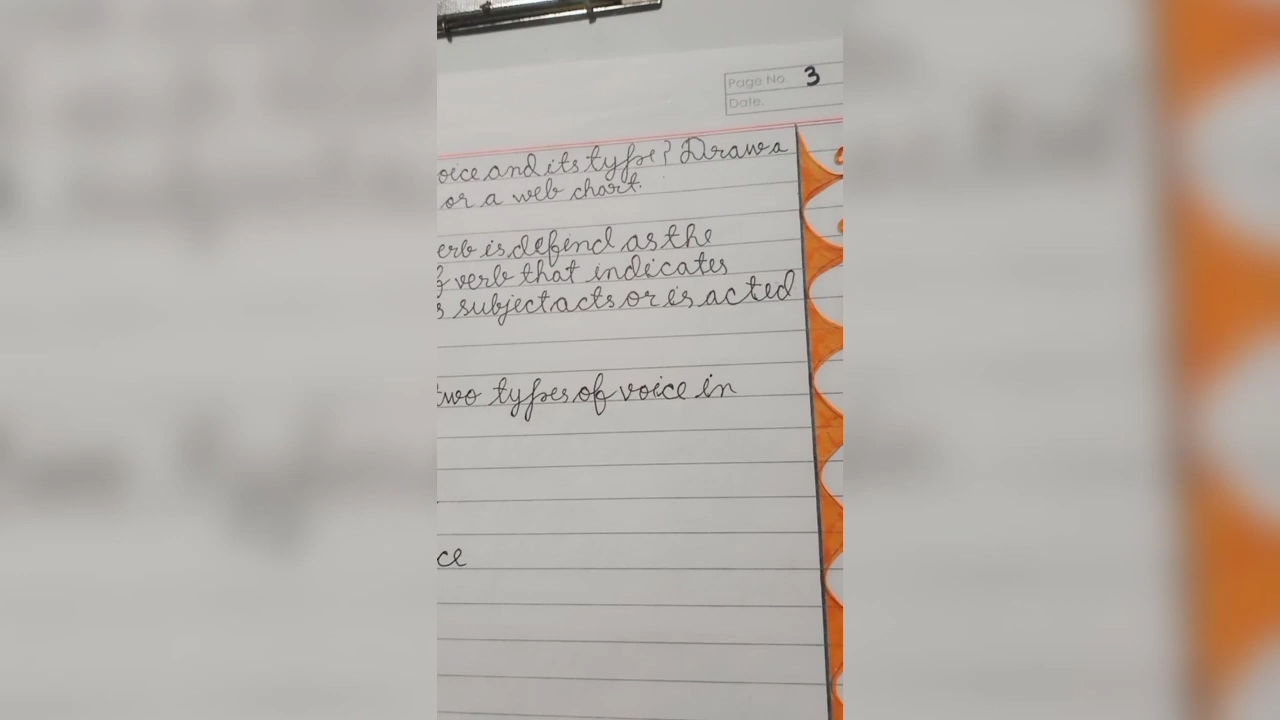 Page No. 3
Date.
oice and its type? Draw a
or a web chart.
erb is defind as the
verb that indicates
subject acts or is acted
two types of voice in
ce